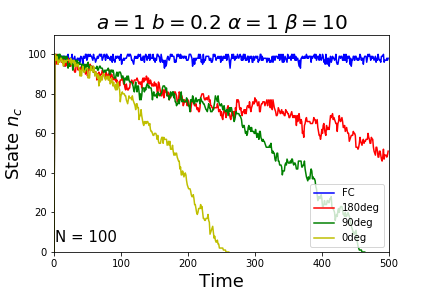 a = 1 b = 0.2 α = 1 β = 10
State n_c
100
80
60
40
20
0
N = 100
FC
180deg
90deg
0deg
0 100 200 300 400 500
Time